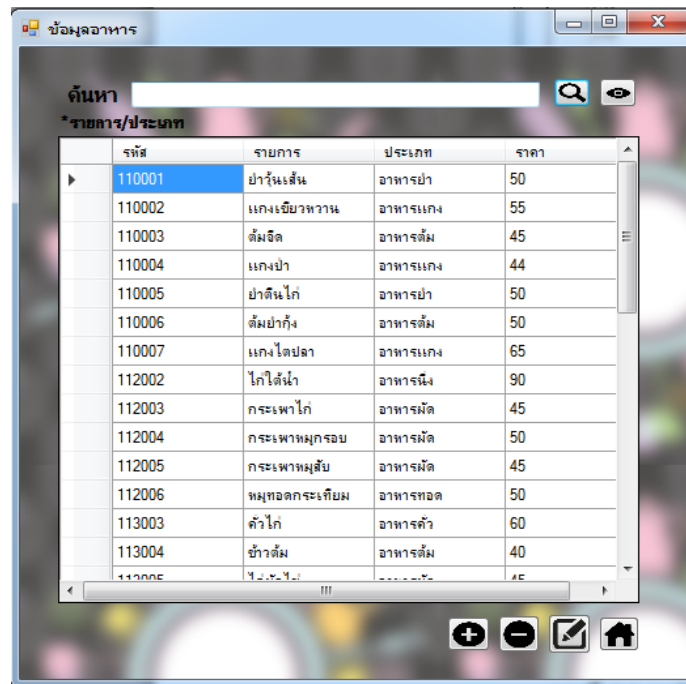 ข้อมูลอาหาร
ค้นหา
*รายการ/ประเภท
รหัส รายการ ประเภท ราคา
110001 ยำวุ้นเส้น อาหารยำ 50
110002 แกงเขียวหวาน อาหารแกง 55
110003 ต้มจืด อาหารต้ม 45
110004 แกงป่า อาหารแกง 44
110005 ยำตีนไก่ อาหารยำ 50
110006 ต้มยำกุ้ง อาหารต้ม 50
110007 แกงไตปลา อาหารแกง 65
112002 ไก่ใต้น้ำ อาหารนึ่ง 90
112003 กระเพาไก่ อาหารผัด 45
112004 กระเพาหมูกรอบ อาหารผัด 50
112005 กระเพาหมูสับ อาหารผัด 45
112006 หมูทอดกระเทียม อาหารทอด 50
113003 คั่วไก่ อาหารคั่ว 60
113004 ข้าวต้ม อาหารต้ม 40